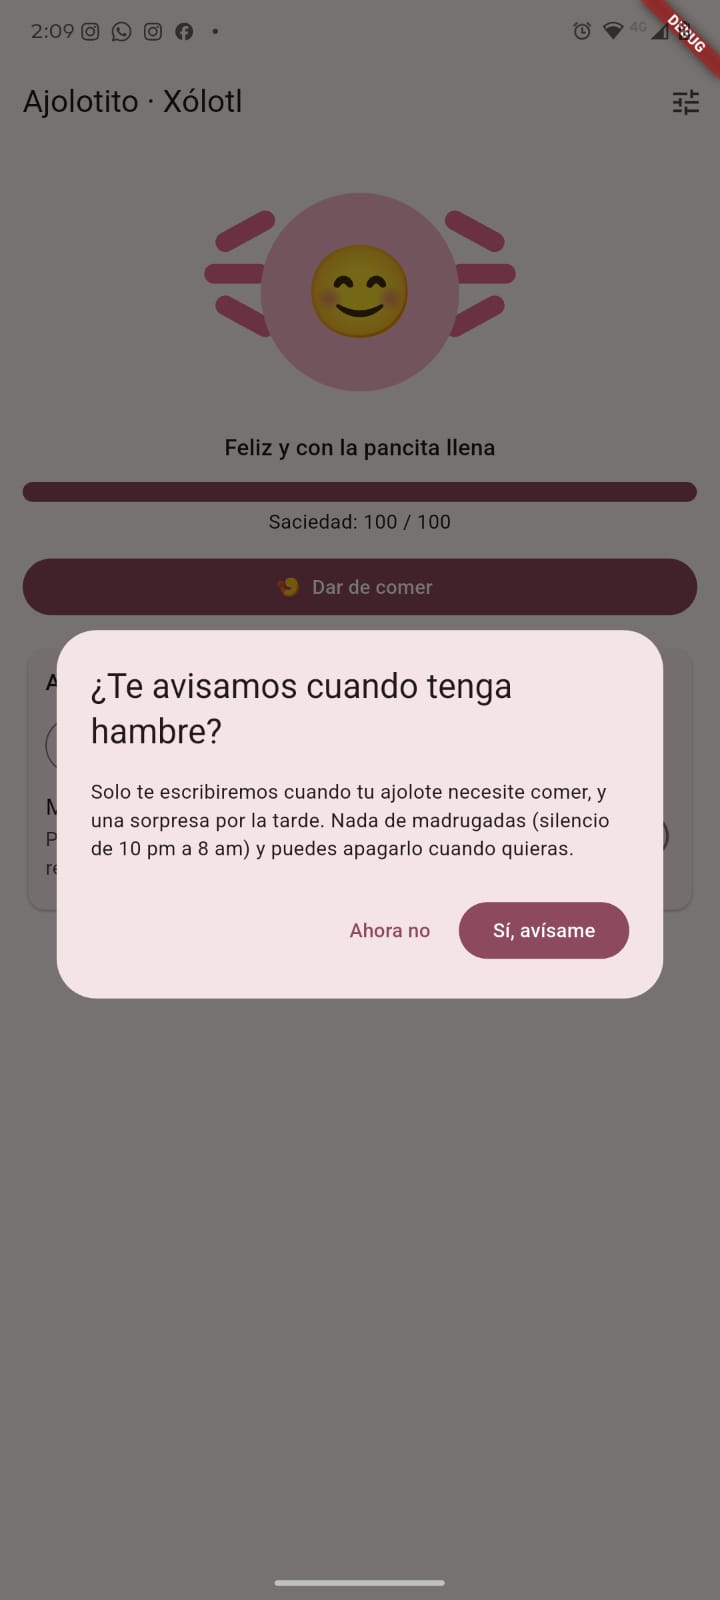 2:09
4G
DEBUG
Ajolotito · Xólotl
Feliz y con la pancita llena
Saciedad: 100 / 100
Dar de comer
¿Te avisamos cuando tenga
hambre?
Solo te escribiremos cuando tu ajolote necesite comer, y
una sorpresa por la tarde. Nada de madrugadas (silencio
de 10 pm a 8 am) y puedes apagarlo cuando quieras.
Ahora no
Sí, avísame